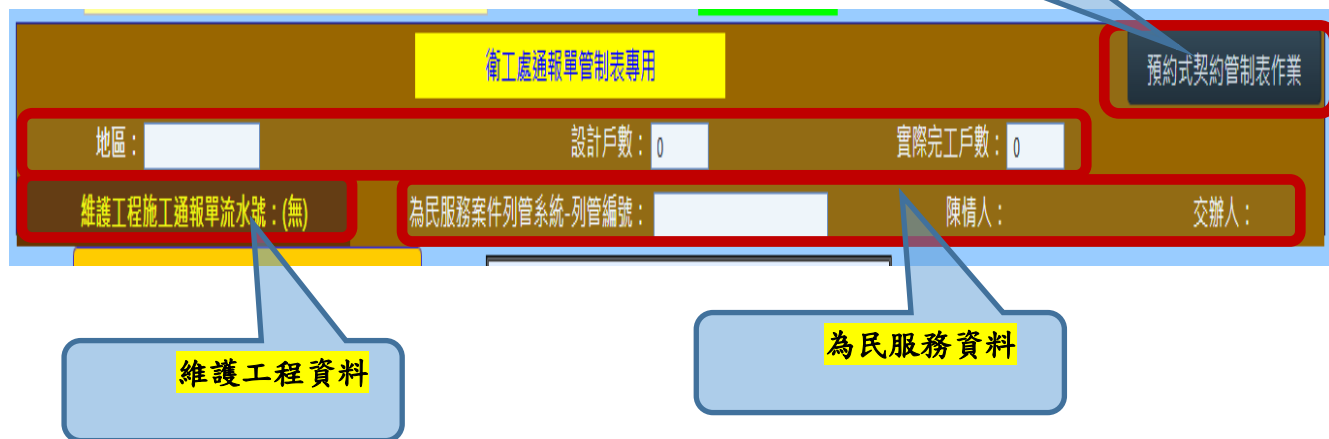 衛工處通報單管制表專用
預約式契約管制表作業
地區：
設計戶數： 0
實際完工戶數： 0
維護工程施工通報單流水號：(無)
為民服務案件列管系統-列管編號：
陳情人：
交辦人：
為民服務資料
維護工程資料